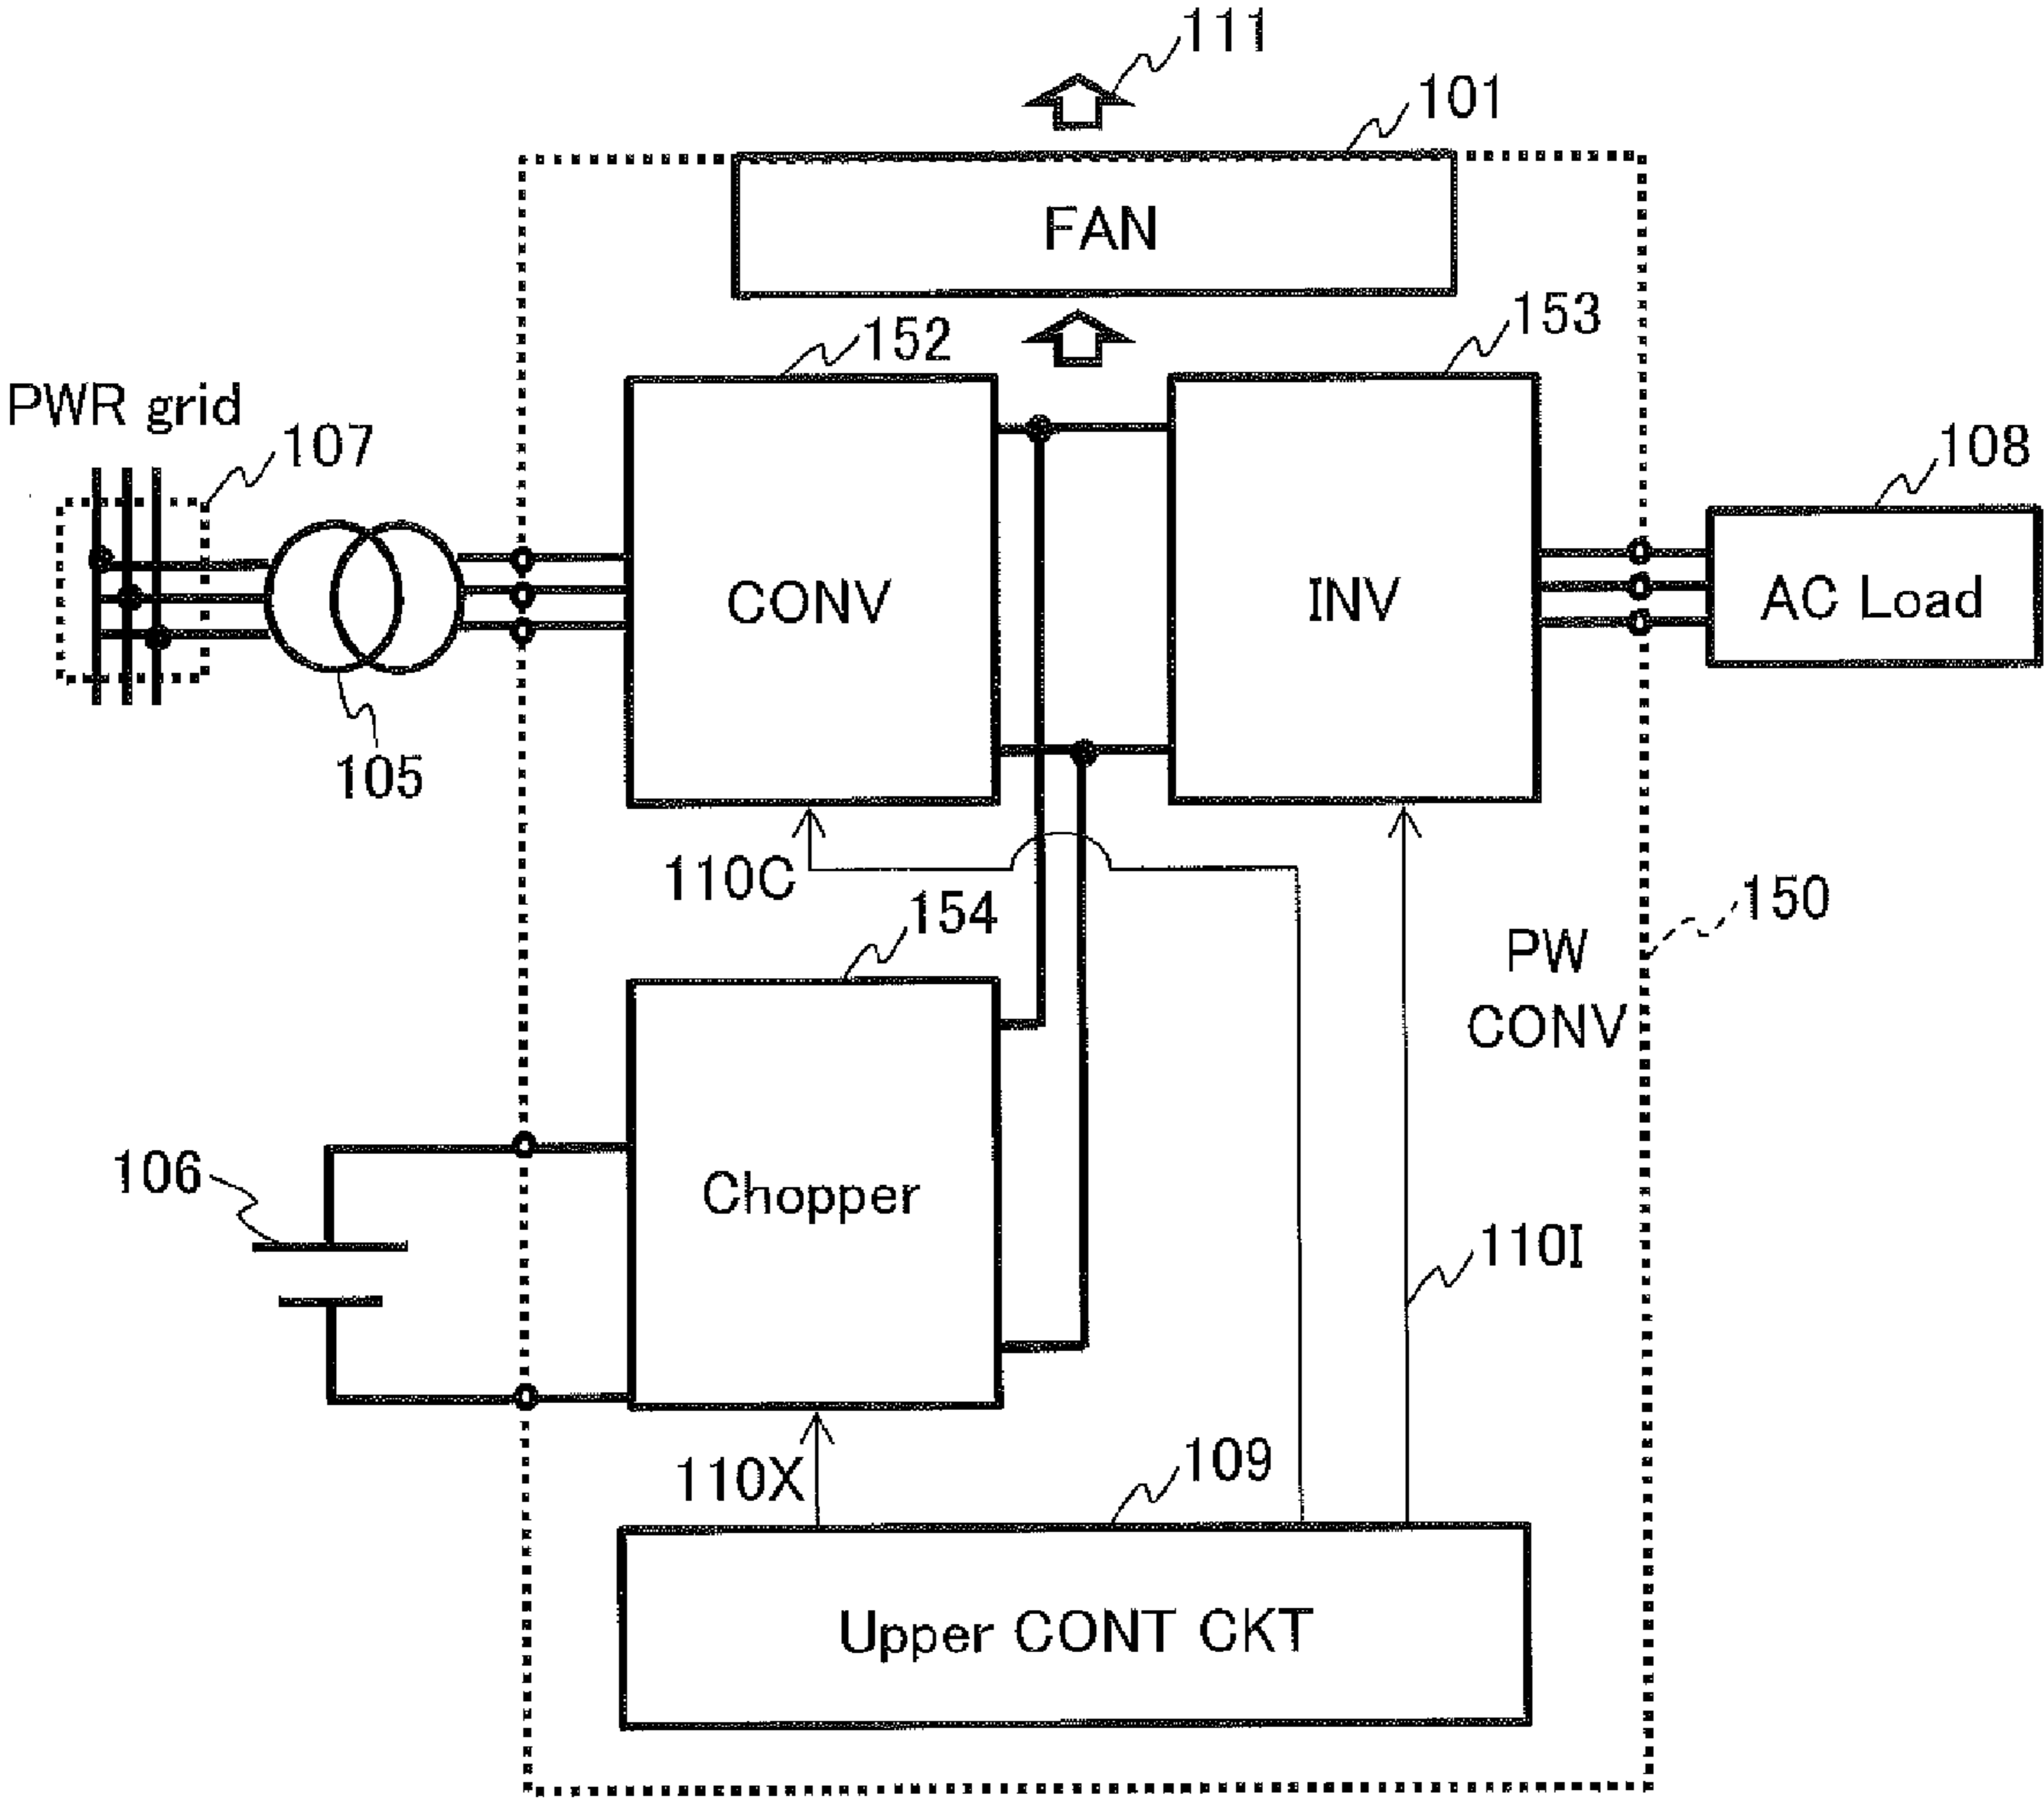 111
101
FAN
152
153
PWR grid
107
108
CONV
INV
AC Load
105
110C
154
150
PW
CONV
106
Chopper
110I
110X
109
Upper CONT CKT